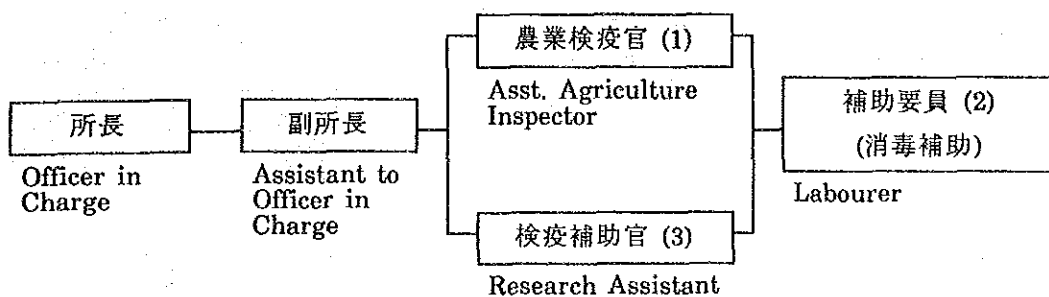 所長
Officer in
Charge
副所長
Assistant to
Officer in
Charge
農業検疫官 (1)
Asst. Agriculture
Inspector
検疫補助官 (3)
Research Assistant
補助要員 (2)
(消毒補助)
Labourer